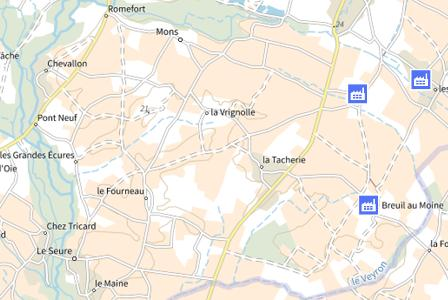 Romefort
Mons
24
Chevallon
la Vrignolle
Pont Neuf
les Grandes Écures
d'Oie
la Tacherie
le Fourneau
Breuil au Moine
Chez Tricard
Le Seure
le Maine
le Veyron